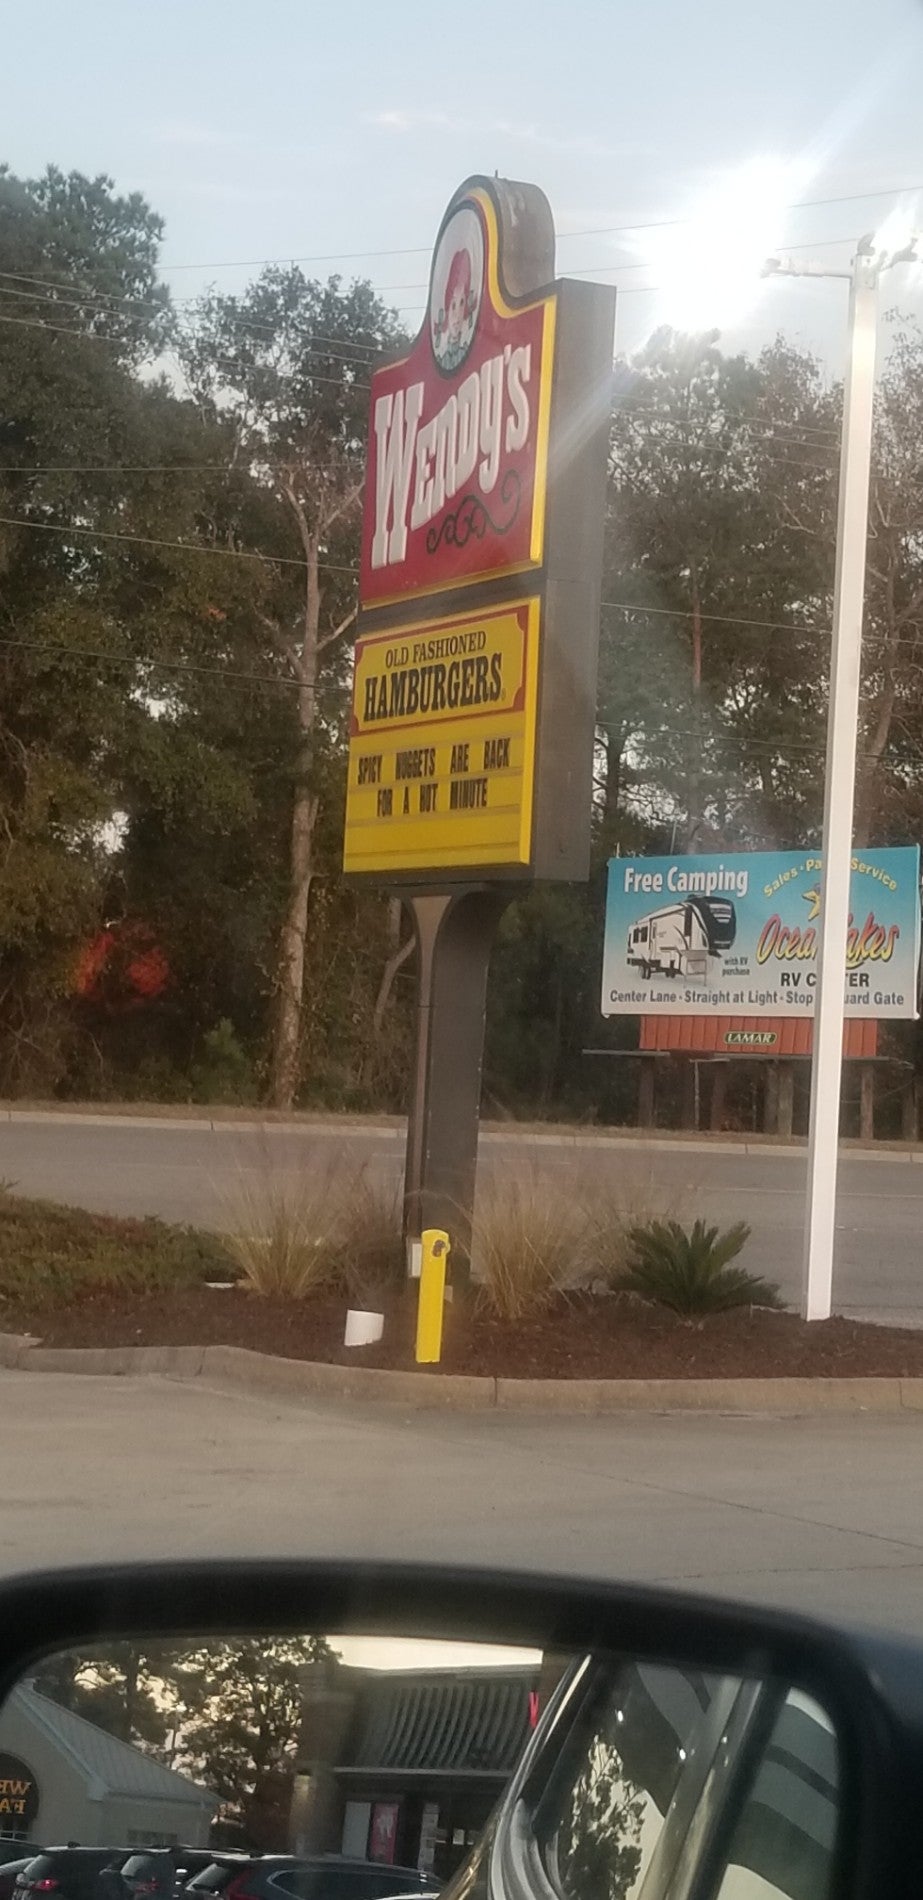 Wendy's
OLD FASHIONED
HAMBURGERS
SPICY NUGGETS ARE BACK
FOR A HOT MINUTE
Free Camping
Sales • Service
with RV
purchase
RV
Center Lane • Straight at Light • Stop Gate
LAMAR